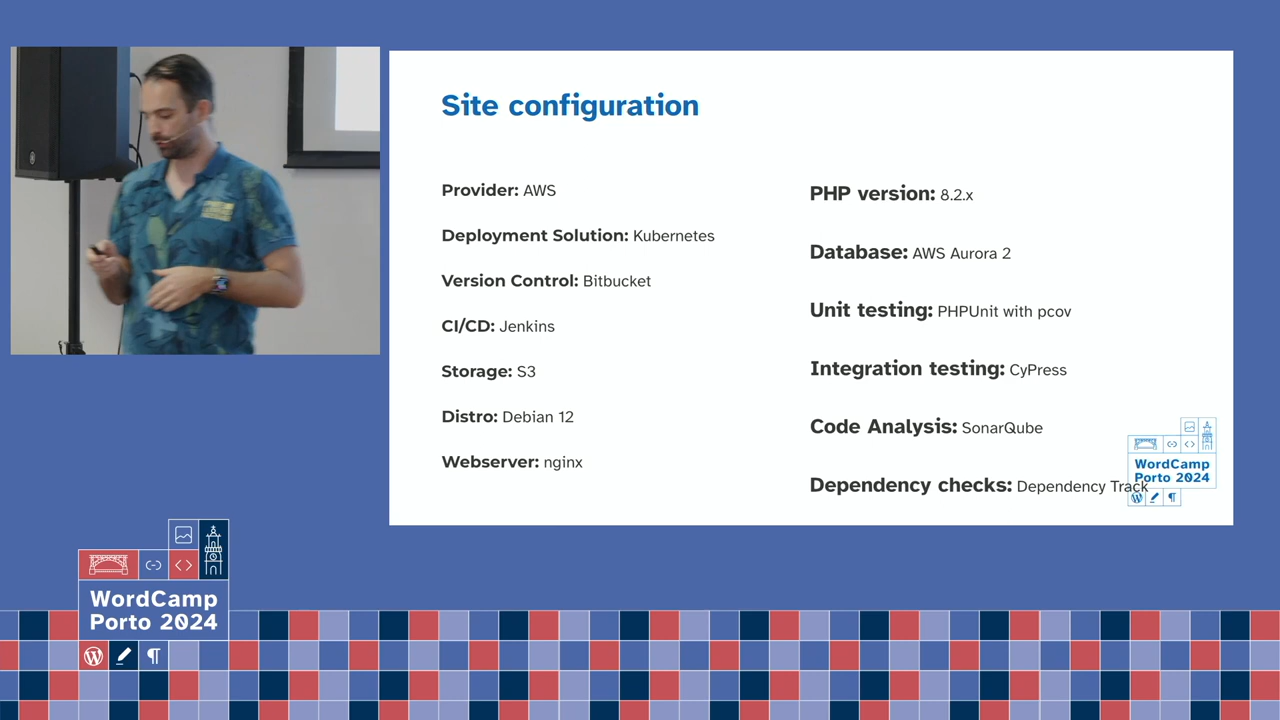 Site configuration
Provider: AWS
Deployment Solution: Kubernetes
Version Control: Bitbucket
CI/CD: Jenkins
Storage: S3
Distro: Debian 12
Webserver: nginx
PHP version: 8.2.x
Database: AWS Aurora 2
Unit testing: PHPUnit with pcov
Integration testing: CyPress
Code Analysis: SonarQube
Dependency checks: Dependency Track
WordCamp
Porto 2024
WordCamp
Porto 2024